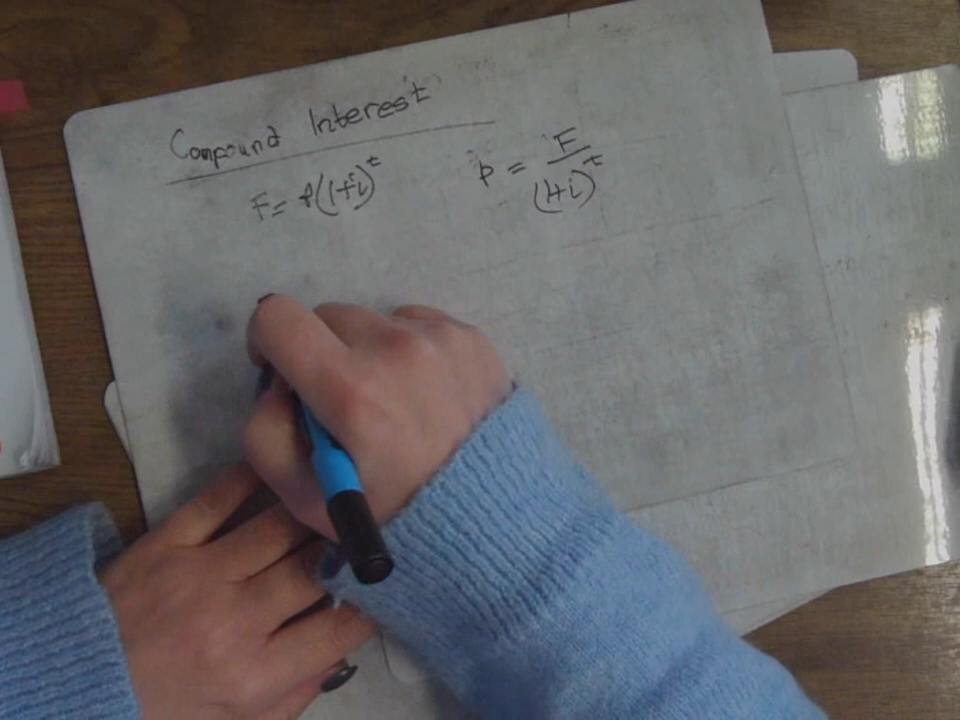 Compound Interest
F = P(1+i)^t
P = F/(1+i)^t